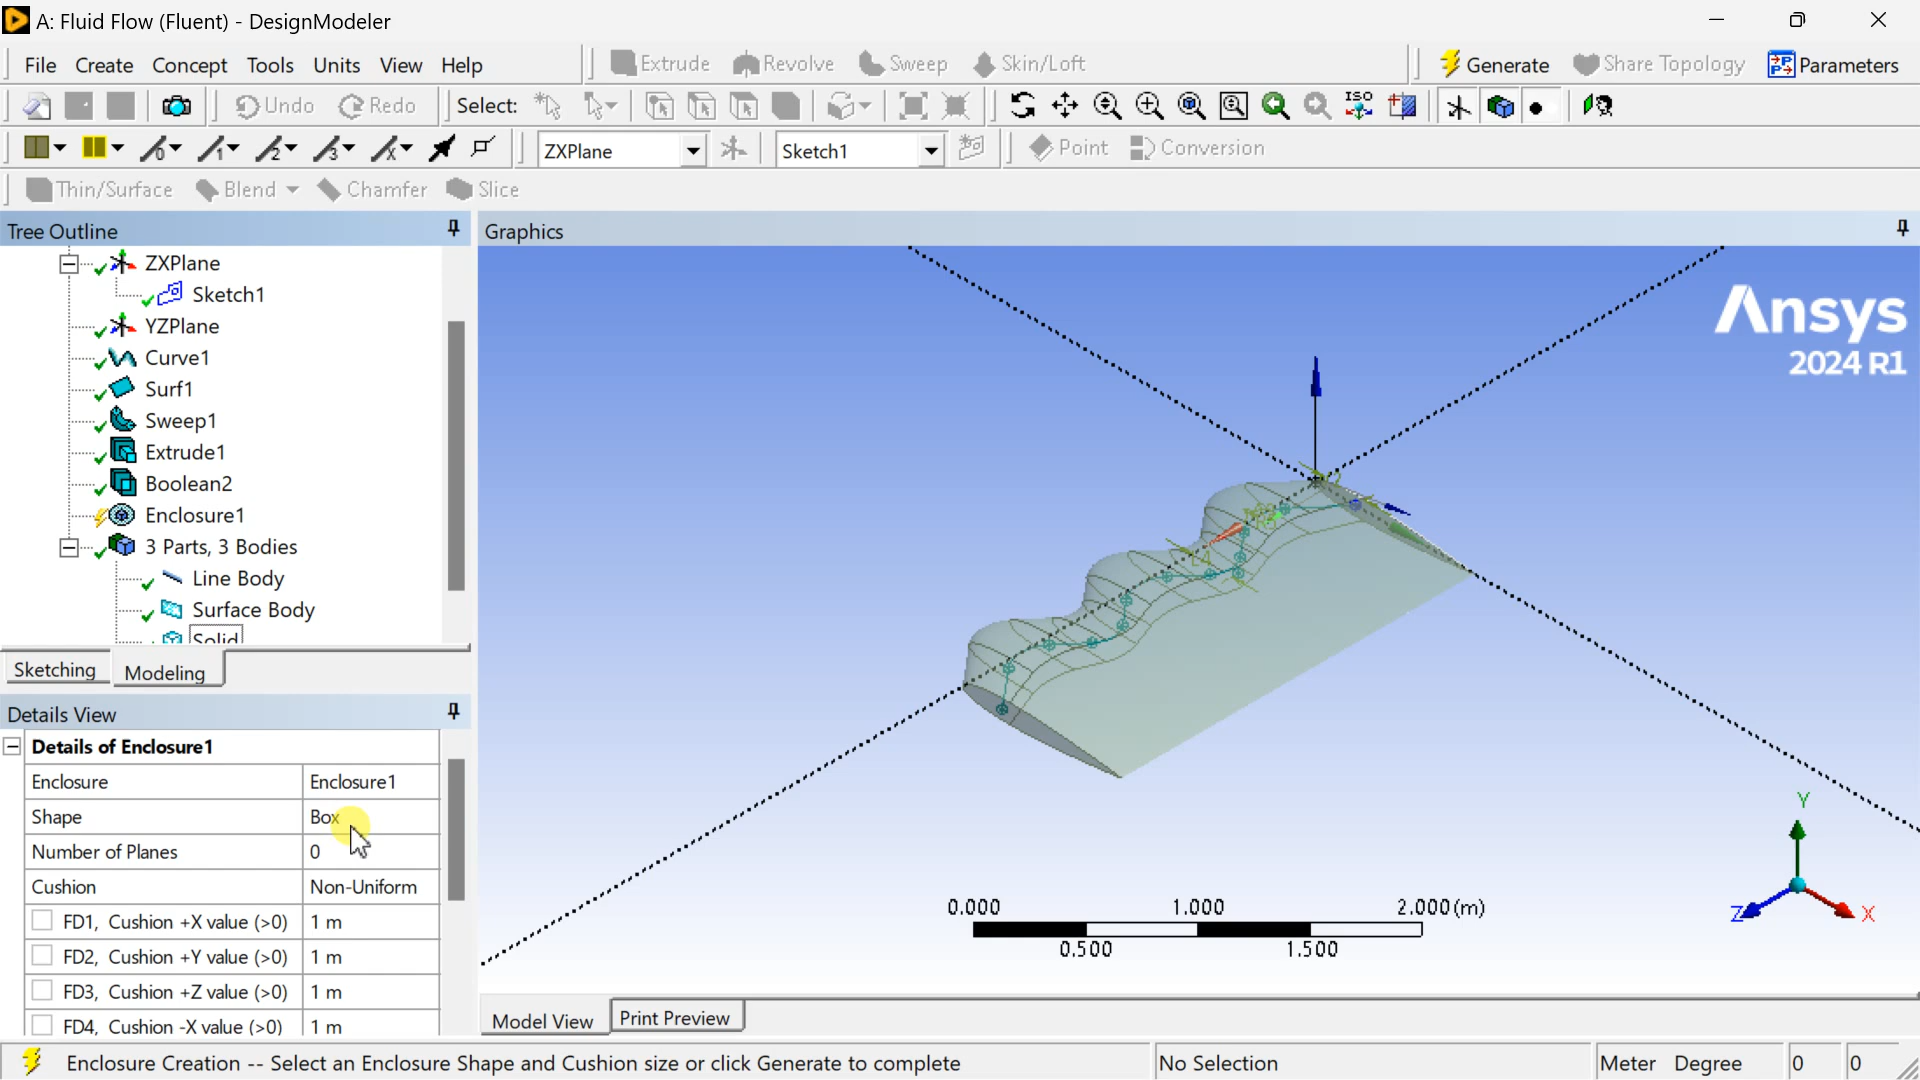 A: Fluid Flow (Fluent) - DesignModeler
File Create Concept Tools Units View Help
Extrude Revolve Sweep Skin/Loft
Generate Share Topology Parameters
Undo Redo Select: ISO
ZXPlane Sketch1 Point Conversion
Thin/Surface Blend Chamfer Slice
Tree Outline
ZXPlane
Sketch1
YZPlane
Curve1
Surf1
Sweep1
Extrude1
Boolean2
Enclosure1
3 Parts, 3 Bodies
Line Body
Surface Body
Solid
Sketching Modeling
Details View
Details of Enclosure1
Enclosure Enclosure1
Shape Box
Number of Planes 0
Cushion Non-Uniform
FD1, Cushion +X value (>0) 1 m
FD2, Cushion +Y value (>0) 1 m
FD3, Cushion +Z value (>0) 1 m
FD4, Cushion -X value (>0) 1 m
Graphics
Ansys
2024 R1
Y
Z
X
0.000 1.000 2.000(m)
0.500 1.500
Model View Print Preview
Enclosure Creation -- Select an Enclosure Shape and Cushion size or click Generate to complete
No Selection
Meter Degree 0 0